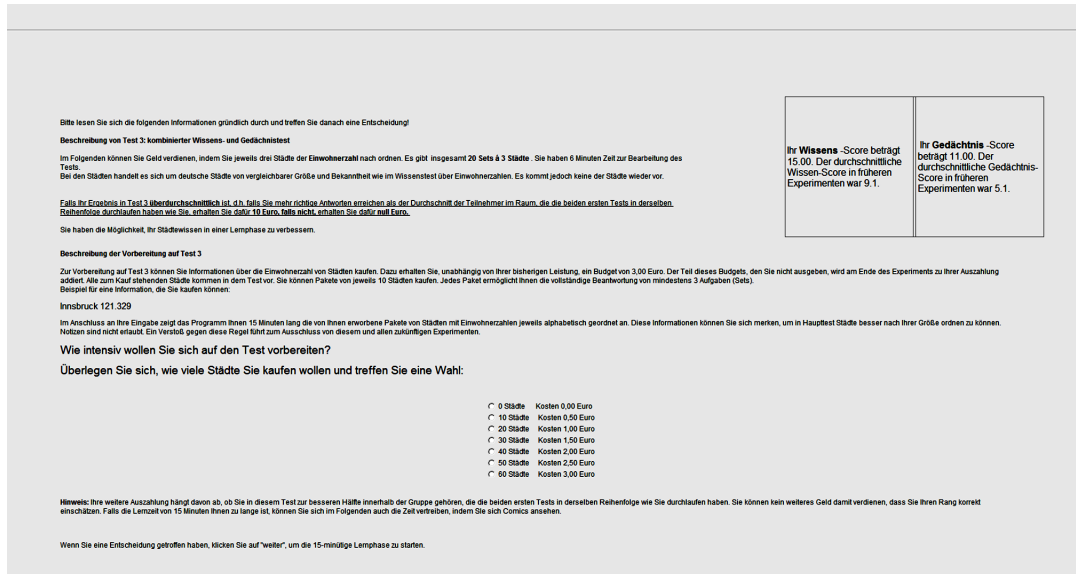 Bitte lesen Sie sich die folgenden Informationen gründlich durch und treffen Sie danach eine Entscheidung!
Beschreibung von Test 3: kombinierter Wissens- und Gedächnistest
Im Folgenden können Sie Geld verdienen, indem Sie jeweils drei Städte der Einwohnerzahl nach ordnen. Es gibt insgesamt 20 Sets à 3 Städte . Sie haben 6 Minuten Zeit zur Bearbeitung des
Tests.
Bei den Städten handelt es sich um deutsche Städte von vergleichbarer Größe und Bekanntheit wie im Wissenstest über Einwohnerzahlen. Es kommt jedoch keine der Städte wieder vor.
Falls Ihr Ergebnis in Test 3 überdurchschnittlich ist, d.h. falls Sie mehr richtige Antworten erreichen als der Durchschnitt der Teilnehmer im Raum, die die beiden ersten Tests in derselben
Reihenfolge durchlaufen haben wie Sie, erhalten Sie dafür 10 Euro, falls nicht, erhalten Sie dafür null Euro.
Sie haben die Möglichkeit, Ihr Städtewissen in einer Lernphase zu verbessern.
Ihr Wissens -Score beträgt
15.00. Der durchschnittliche
Wissen-Score in früheren
Experimenten war 9.1.
Ihr Gedächtnis -Score
beträgt 11.00. Der
durchschnittliche Gedächtnis-
Score in früheren
Experimenten war 5.1.
Beschreibung der Vorbereitung auf Test 3
Zur Vorbereitung auf Test 3 können Sie Informationen über die Einwohnerzahl von Städten kaufen. Dazu erhalten Sie, unabhängig von Ihrer bisherigen Leistung, ein Budget von 3,00 Euro. Der Teil dieses Budgets, den Sie nicht ausgeben, wird am Ende des Experiments zu Ihrer Auszahlung
addiert. Alle zum Kauf stehenden Städte kommen in dem Test vor. Sie können Pakete von jeweils 10 Städten kaufen. Jedes Paket ermöglicht Ihnen die vollständige Beantwortung von mindestens 3 Aufgaben (Sets).
Beispiel für eine Information, die Sie kaufen können:
Innsbruck 121.329
Im Anschluss an Ihre Eingabe zeigt das Programm Ihnen 15 Minuten lang die von Ihnen erworbene Pakete von Städten mit Einwohnerzahlen jeweils alphabetisch geordnet an. Diese Informationen können Sie sich merken, um in Haupttest Städte besser nach Ihrer Größe ordnen zu können.
Notizen sind nicht erlaubt. Ein Verstoß gegen diese Regel führt zum Ausschluss von diesem und allen zukünftigen Experimenten.
Wie intensiv wollen Sie sich auf den Test vorbereiten?
Überlegen Sie sich, wie viele Städte Sie kaufen wollen und treffen Sie eine Wahl:
0 Städte Kosten 0,00 Euro
10 Städte Kosten 0,50 Euro
20 Städte Kosten 1,00 Euro
30 Städte Kosten 1,50 Euro
40 Städte Kosten 2,00 Euro
50 Städte Kosten 2,50 Euro
60 Städte Kosten 3,00 Euro
Hinweis: Ihre weitere Auszahlung hängt davon ab, ob Sie in diesem Test zur besseren Hälfte innerhalb der Gruppe gehören, die die beiden ersten Tests in derselben Reihenfolge wie Sie durchlaufen haben. Sie können kein weiteres Geld damit verdienen, dass Sie Ihren Rang korrekt
einschätzen. Falls die Lernzeit von 15 Minuten Ihnen zu lange ist, können Sie sich im Folgenden auch die Zeit vertreiben, indem Sie sich Comics ansehen.
Wenn Sie eine Entscheidung getroffen haben, klicken Sie auf "weiter", um die 15-minütige Lernphase zu starten.